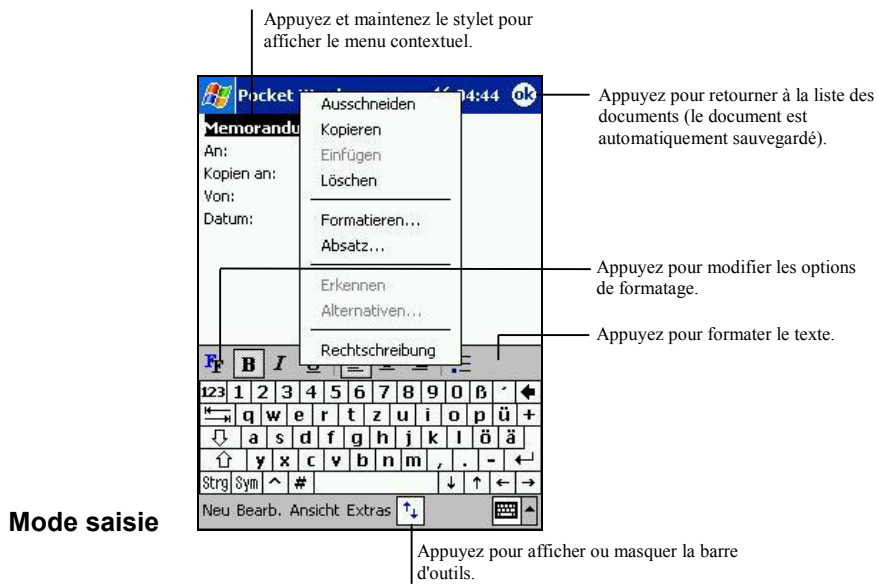 Appuyez et maintenez le stylet pour
afficher le menu contextuel.
Pocket
04:44 ok
Appuyez pour retourner à la liste des
documents (le document est
automatiquement sauvegardé).
Memorandu
An:
Kopien an:
Von:
Datum:
Ausschneiden
Kopieren
Einfügen
Löschen
Formatieren...
Absatz...
Erkennen
Alternativen...
Rechtschreibung
Appuyez pour modifier les options
de formatage.
Appuyez pour formater le texte.
B I U
123 1 2 3 4 5 6 7 8 9 0 ß ´
q w e r t z u i o p ü +
a s d f g h j k l ö ä
y x c v b n m , . -
Strg Sym ^ # ↓ ↑ ← →
Neu Bearb. Ansicht Extras
Mode saisie
Appuyez pour afficher ou masquer la barre
d'outils.